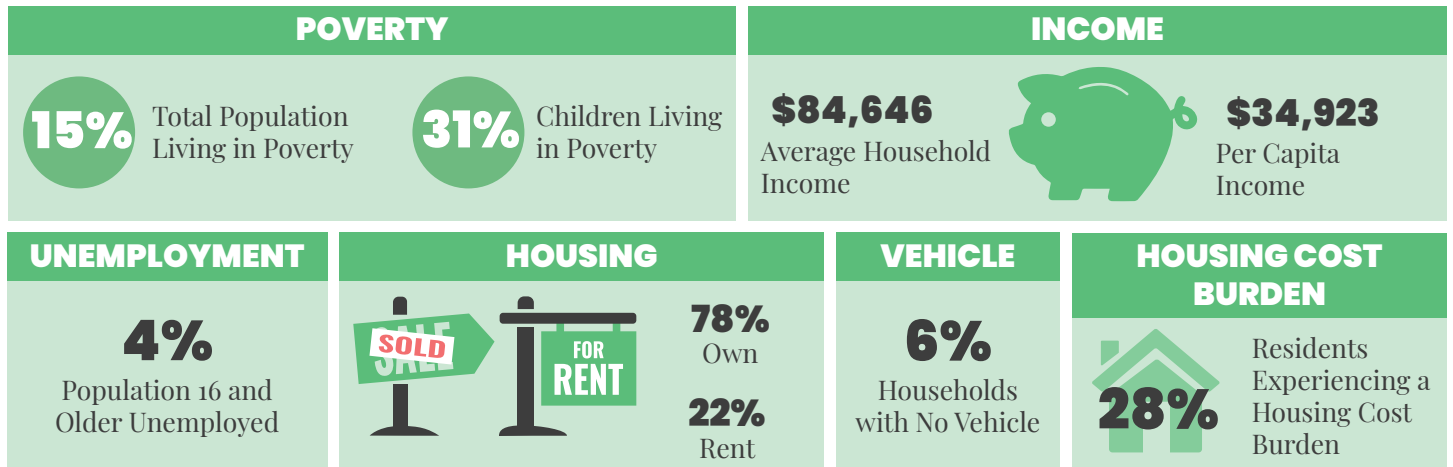 POVERTY
15%
Total Population
Living in Poverty
31%
Children Living
in Poverty
INCOME
$84,646
Average Household
Income
$34,923
Per Capita
Income
UNEMPLOYMENT
4%
Population 16 and
Older Unemployed
HOUSING
SALE
SOLD
FOR
RENT
78%
Own
22%
Rent
VEHICLE
6%
Households
with No Vehicle
HOUSING COST
BURDEN
28%
Residents
Experiencing a
Housing Cost
Burden